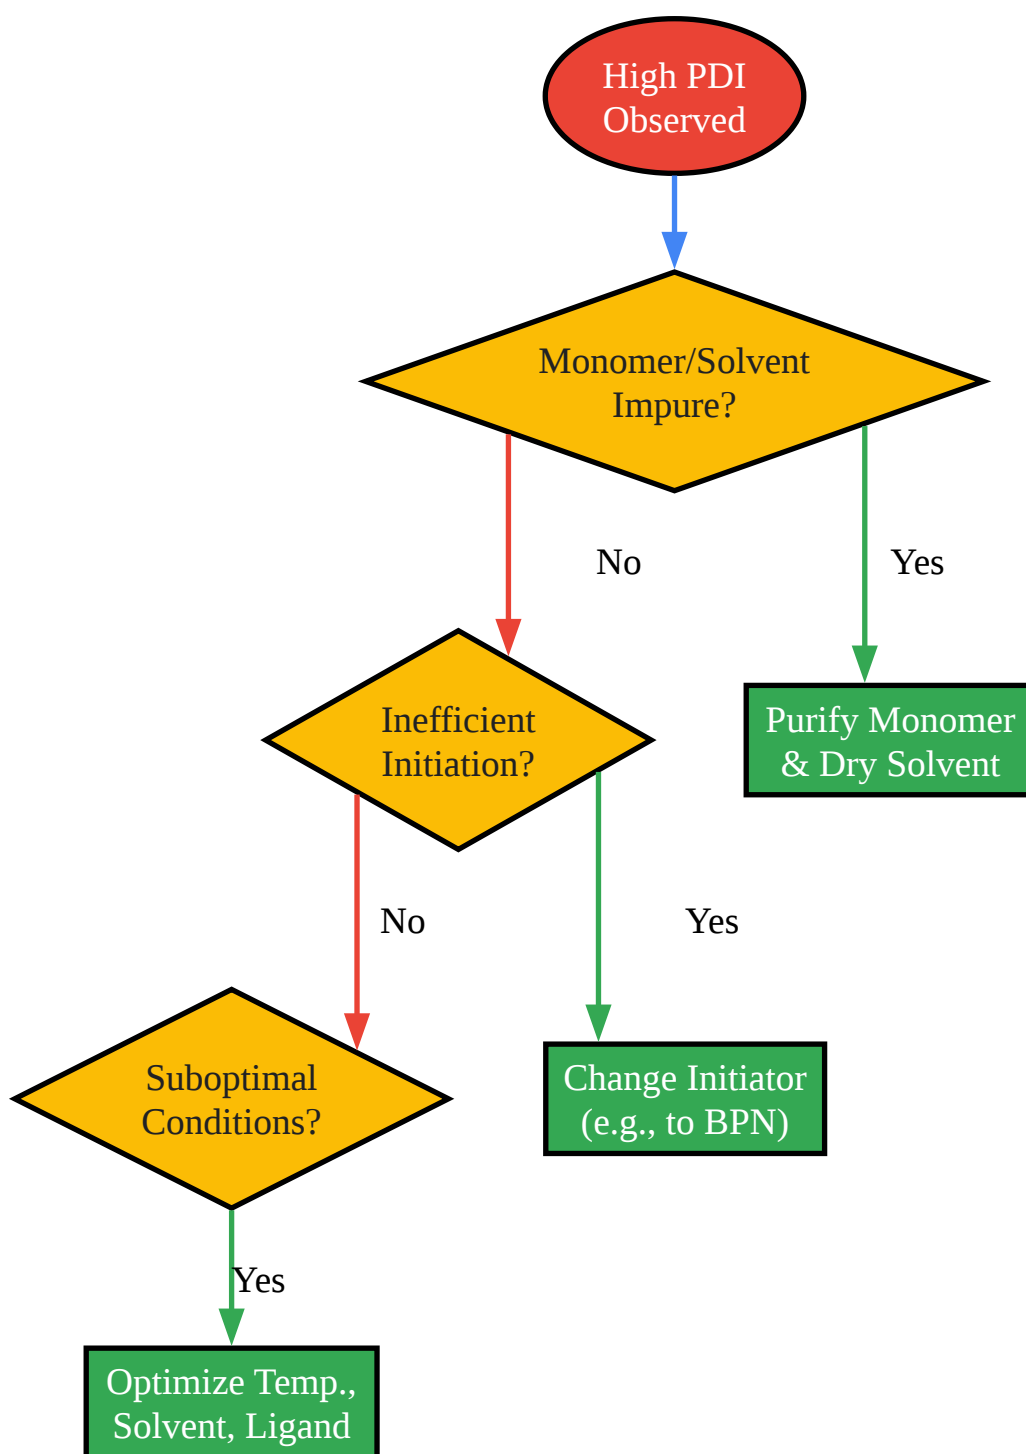 High PDI
Observed
Monomer/Solvent
Impure?
No
Yes
Inefficient
Initiation?
Purify Monomer
& Dry Solvent
No
Yes
Suboptimal
Conditions?
Change Initiator
(e.g., to BPN)
Yes
Optimize Temp.,
Solvent, Ligand